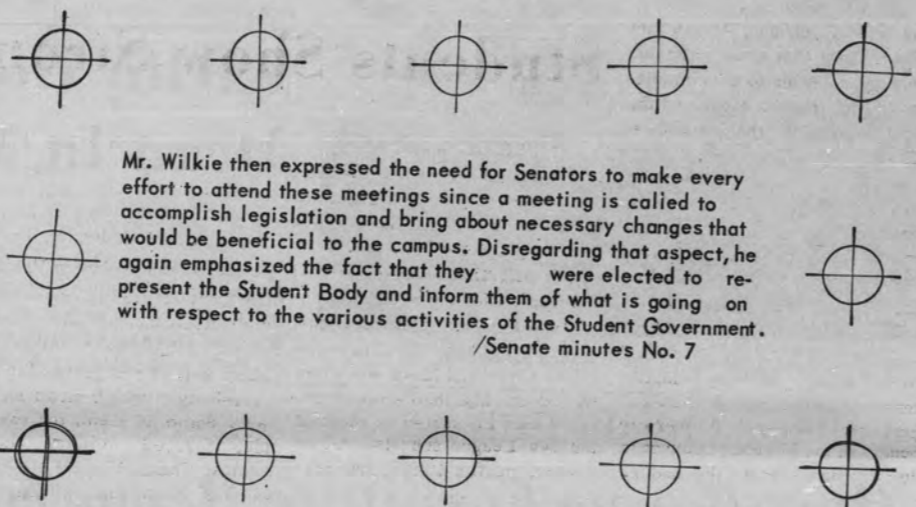 Mr. Wilkie then expressed the need for Senators to make every
effort to attend these meetings since a meeting is calied to
accomplish legislation and bring about necessary changes that
would be beneficial to the campus. Disregarding that aspect, he
again emphasized the fact that they were elected to re-
present the Student Body and inform them of what is going on
with respect to the various activities of the Student Government.
/Senate minutes No. 7